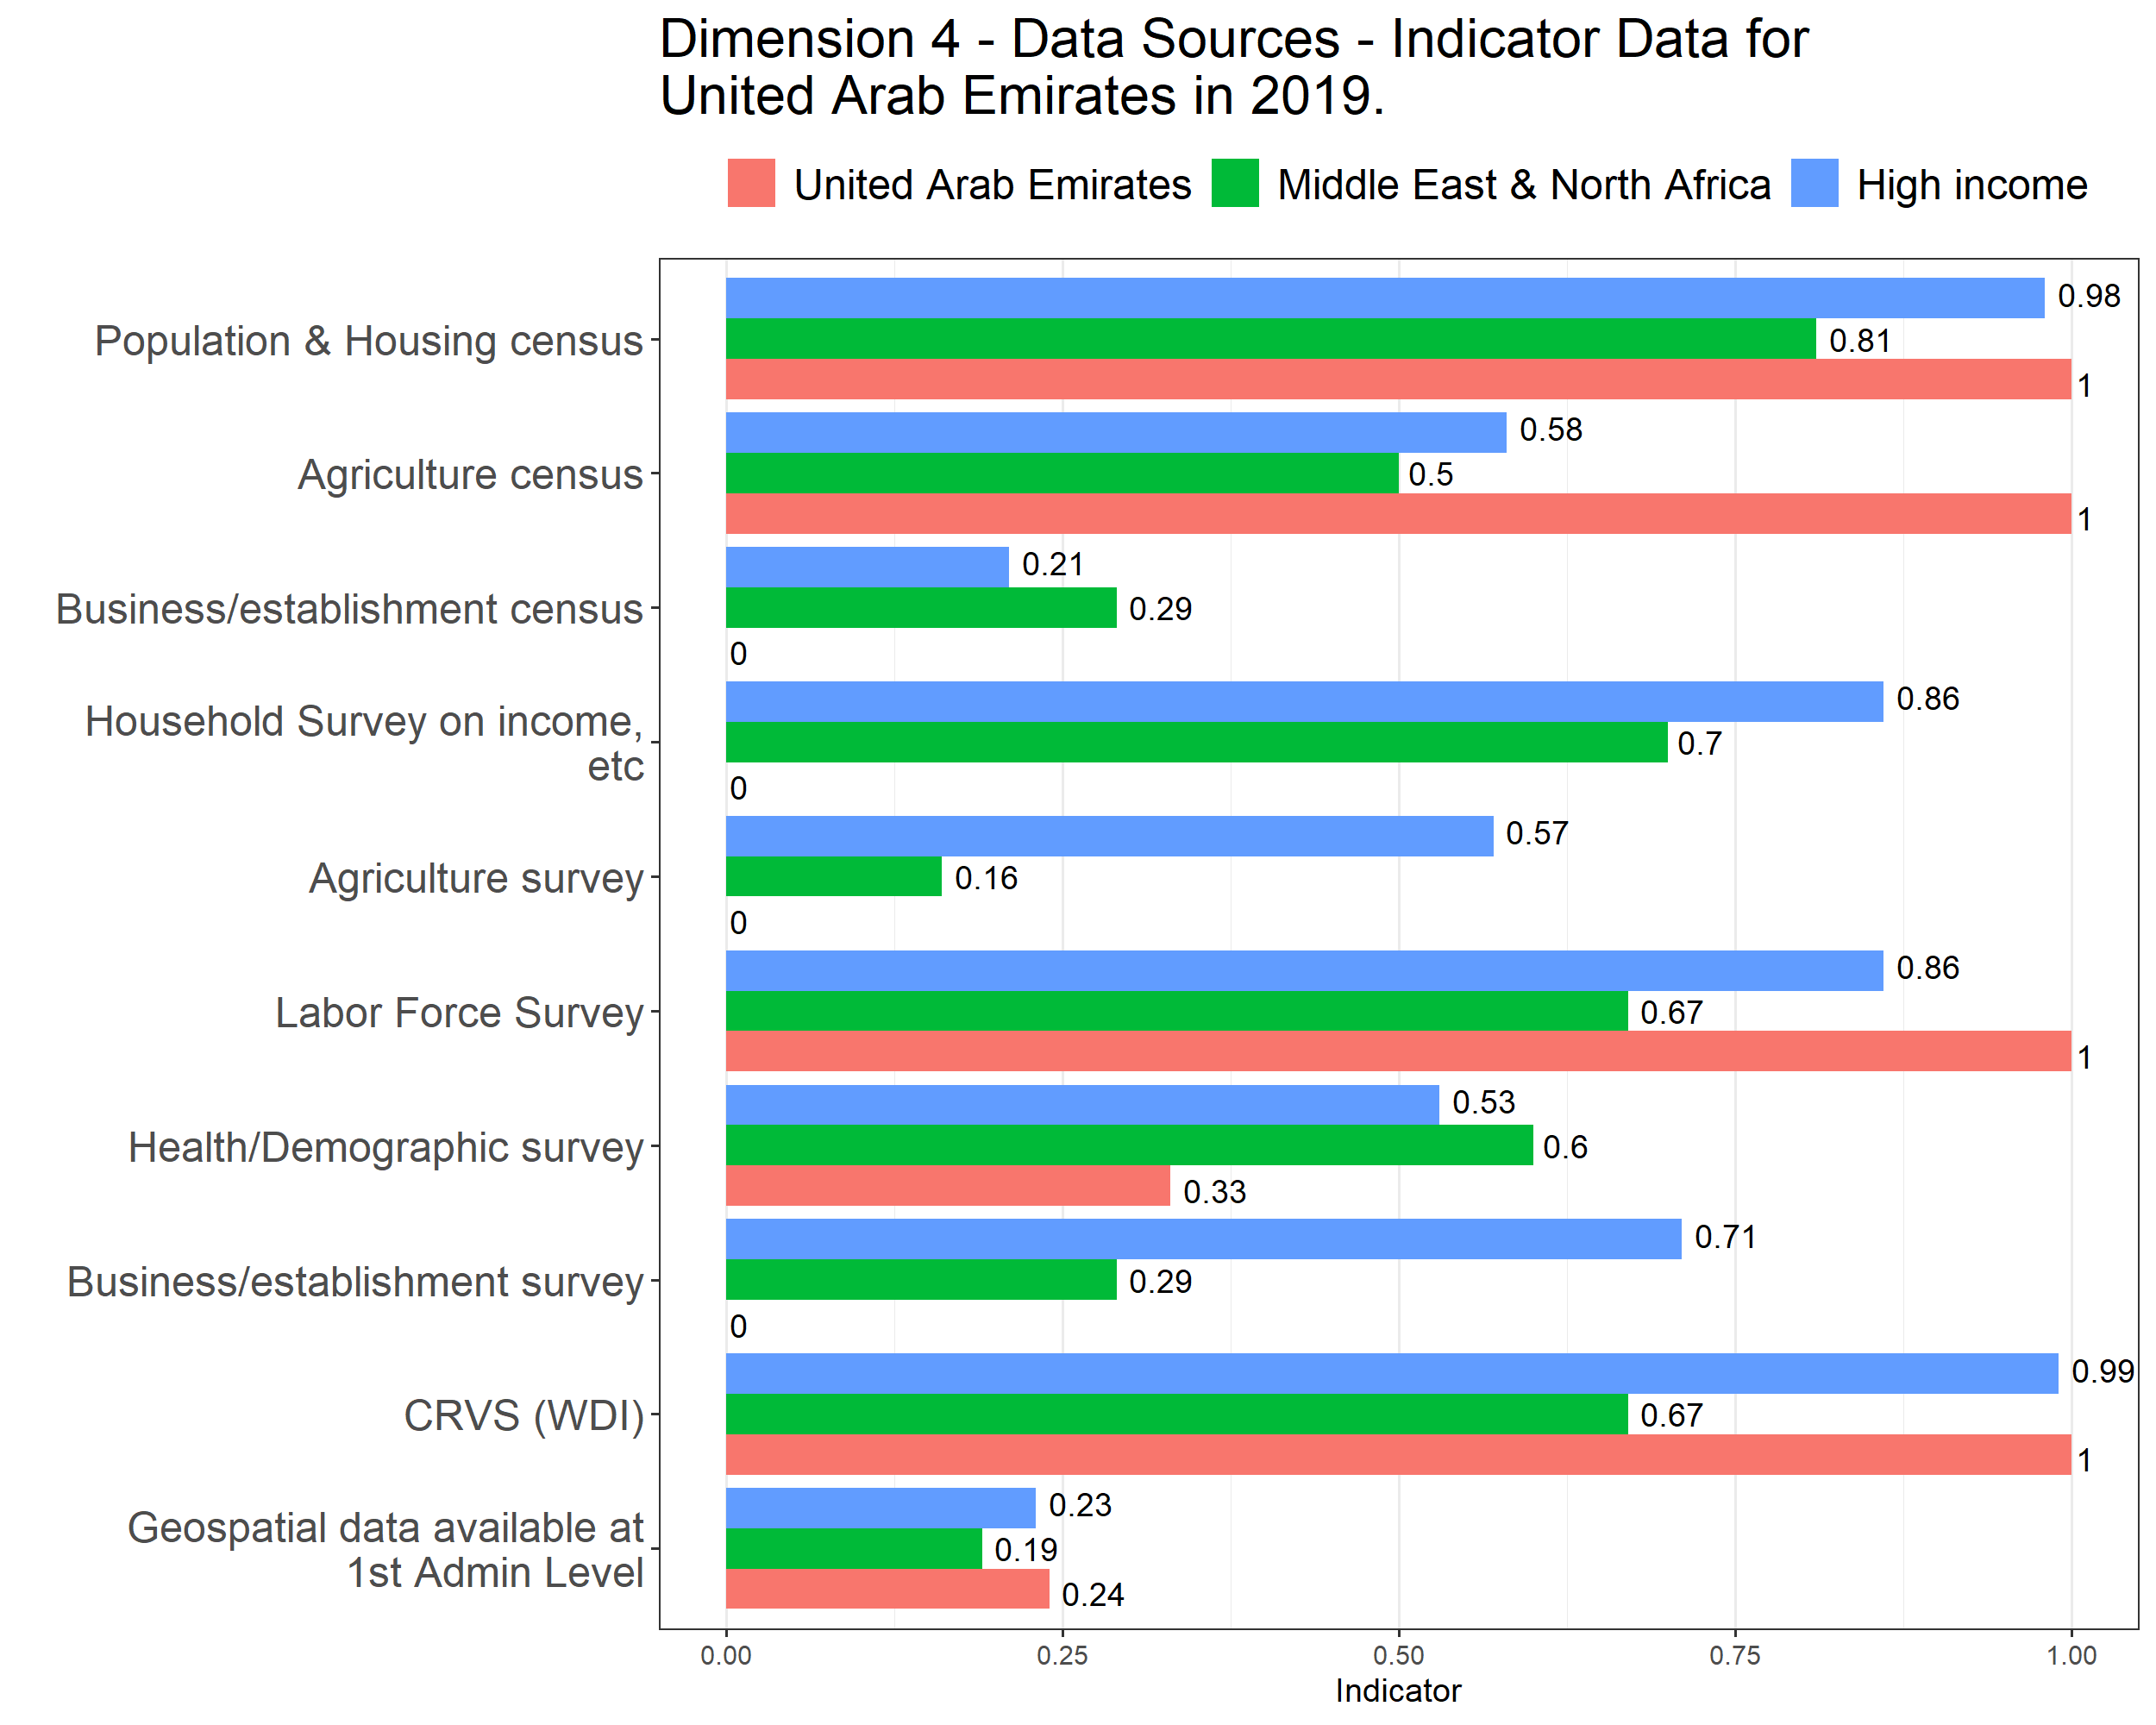 Dimension 4 - Data Sources - Indicator Data for
United Arab Emirates in 2019.
United Arab Emirates Middle East & North Africa High income
Population & Housing census
0.98
0.81
1
Agriculture census
0.58
0.5
1
Business/establishment census
0.21
0.29
0
Household Survey on income,
etc
0.86
0.7
0
Agriculture survey
0.57
0.16
0
Labor Force Survey
0.86
0.67
1
Health/Demographic survey
0.53
0.6
0.33
Business/establishment survey
0.71
0.29
0
CRVS (WDI)
0.99
0.67
1
Geospatial data available at
1st Admin Level
0.23
0.19
0.24
0.00 0.25 0.50 0.75 1.00
Indicator